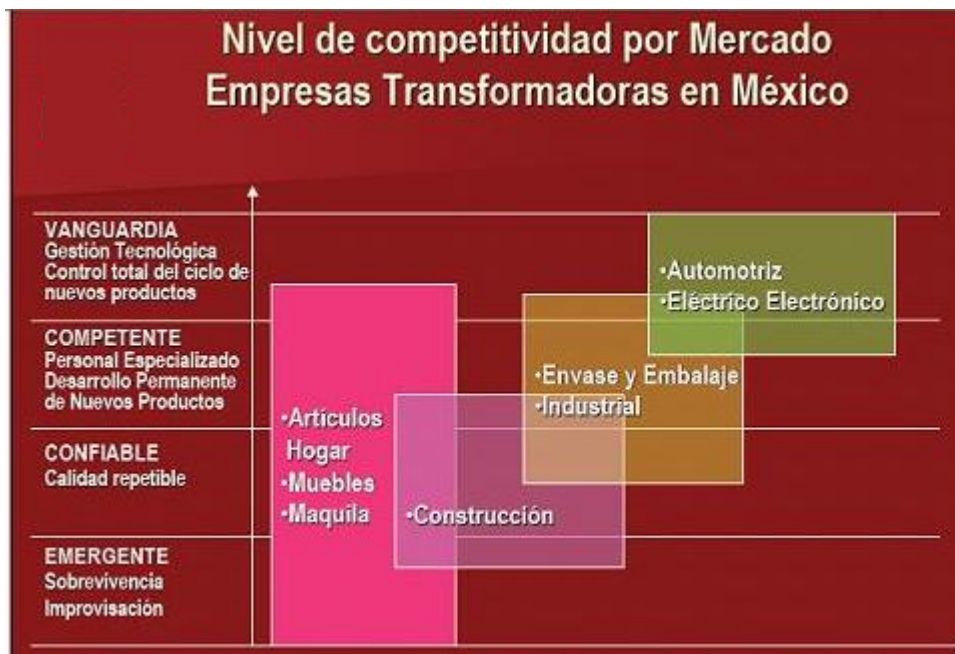 Nivel de competitividad por Mercado
Empresas Transformadoras en México
VANGUARDIA
Gestión Tecnológica
Control total del ciclo de
nuevos productos
COMPETENTE
Personal Especializado
Desarrollo Permanente
de Nuevos Productos
CONFIABLE
Calidad repetible
EMERGENTE
Sobrevivencia
Improvisación
•Artículos
Hogar
•Muebles
•Maquila
•Construcción
•Envase y Embalaje
•Industrial
•Automotriz
•Eléctrico Electrónico